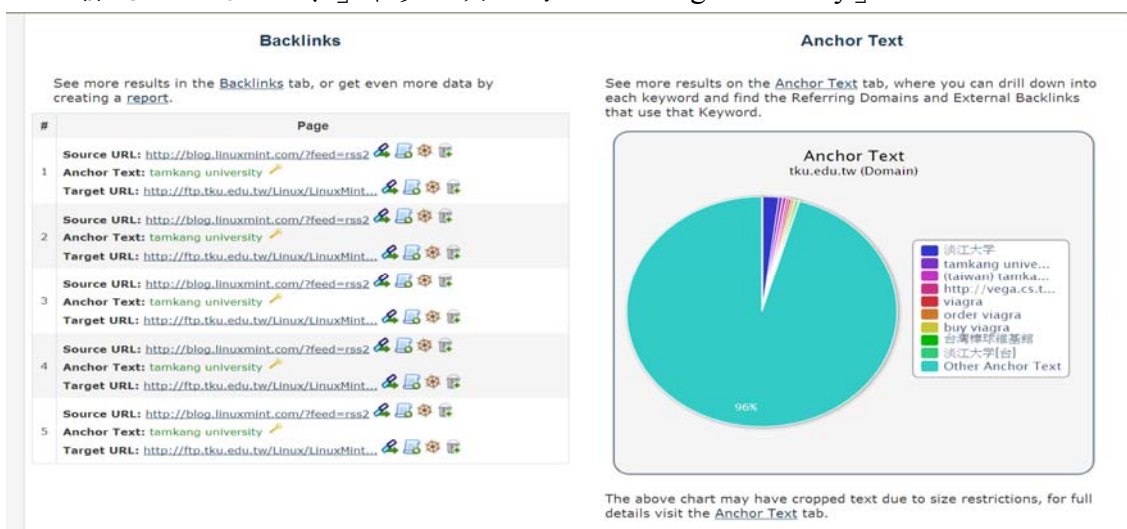 Backlinks
See more results in the Backlinks tab, or get even more data by
creating a report.
# Page
1
Source URL: http://blog.linuxmint.com/?feed=rss2
Anchor Text: tamkang university
Target URL: http://ftp.tku.edu.tw/Linux/LinuxMint...
2
Source URL: http://blog.linuxmint.com/?feed=rss2
Anchor Text: tamkang university
Target URL: http://ftp.tku.edu.tw/Linux/LinuxMint...
3
Source URL: http://blog.linuxmint.com/?feed=rss2
Anchor Text: tamkang university
Target URL: http://ftp.tku.edu.tw/Linux/LinuxMint...
4
Source URL: http://blog.linuxmint.com/?feed=rss2
Anchor Text: tamkang university
Target URL: http://ftp.tku.edu.tw/Linux/LinuxMint...
5
Source URL: http://blog.linuxmint.com/?feed=rss2
Anchor Text: tamkang university
Target URL: http://ftp.tku.edu.tw/Linux/LinuxMint...
Anchor Text
See more results on the Anchor Text tab, where you can drill down into
each keyword and find the Referring Domains and External Backlinks
that use that Keyword.
Anchor Text
tku.edu.tw (Domain)
96%
淡江大学
tamkang unive...
(taiwan) tamka...
http://vega.cs.t...
viagra
order viagra
buy viagra
台灣棒球維基館
淡江大学[台]
Other Anchor Text
The above chart may have cropped text due to size restrictions, for full
details visit the Anchor Text tab.